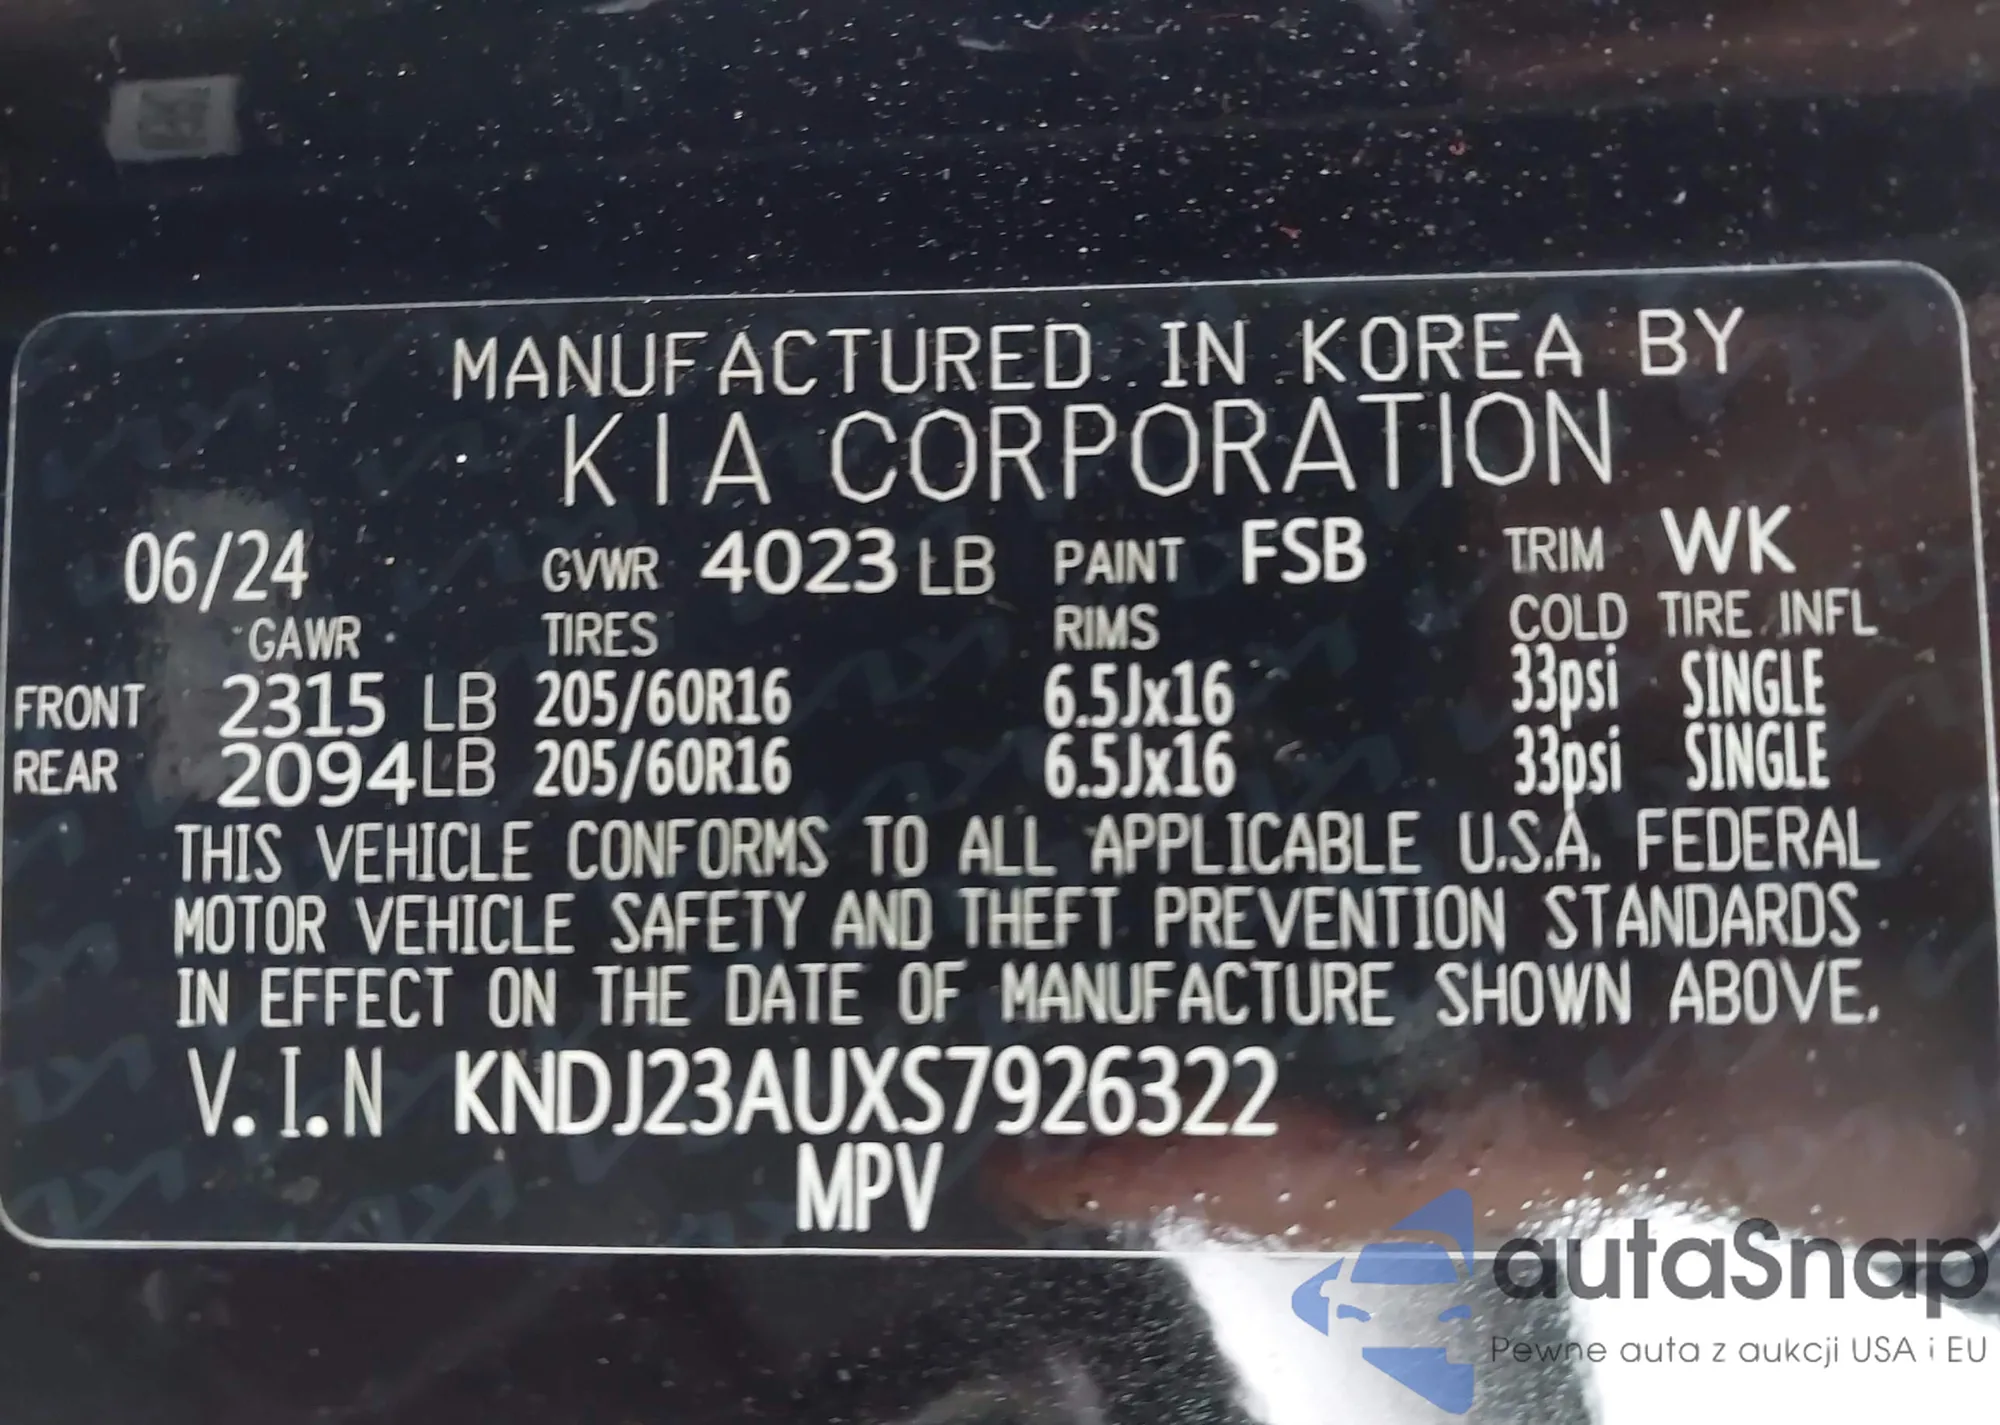 MANUFACTURED IN KOREA BY
KIA CORPORATION
06/24 GVWR 4023 LB PAINT FSB TRIM WK
GAWR TIRES RIMS COLD TIRE INFL
FRONT 2315 LB 205/60R16 6.5Jx16 33psi SINGLE
REAR 2094 LB 205/60R16 6.5Jx16 33psi SINGLE
THIS VEHICLE CONFORMS TO ALL APPLICABLE U.S.A. FEDERAL
MOTOR VEHICLE SAFETY AND THEFT PREVENTION STANDARDS
IN EFFECT ON THE DATE OF MANUFACTURE SHOWN ABOVE.
V.I.N KNDJ23AUXS7926322
MPV
autaSnap
Pewne auta z aukcji USA i EU